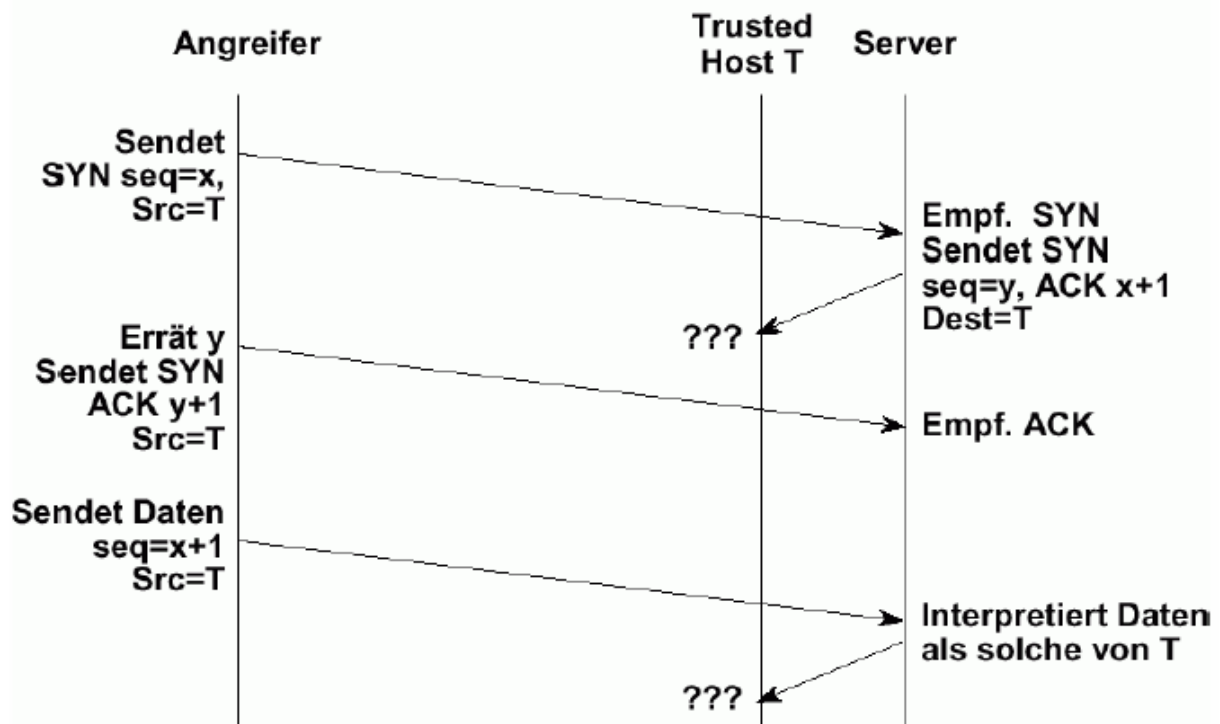 Angreifer
Trusted
Host T
Server
Sendet
SYN seq=x,
Src=T
Empf. SYN
Sendet SYN
seq=y, ACK x+1
Dest=T
???
Errät y
Sendet SYN
ACK y+1
Src=T
Empf. ACK
Sendet Daten
seq=x+1
Src=T
Interpretiert Daten
als solche von T
???